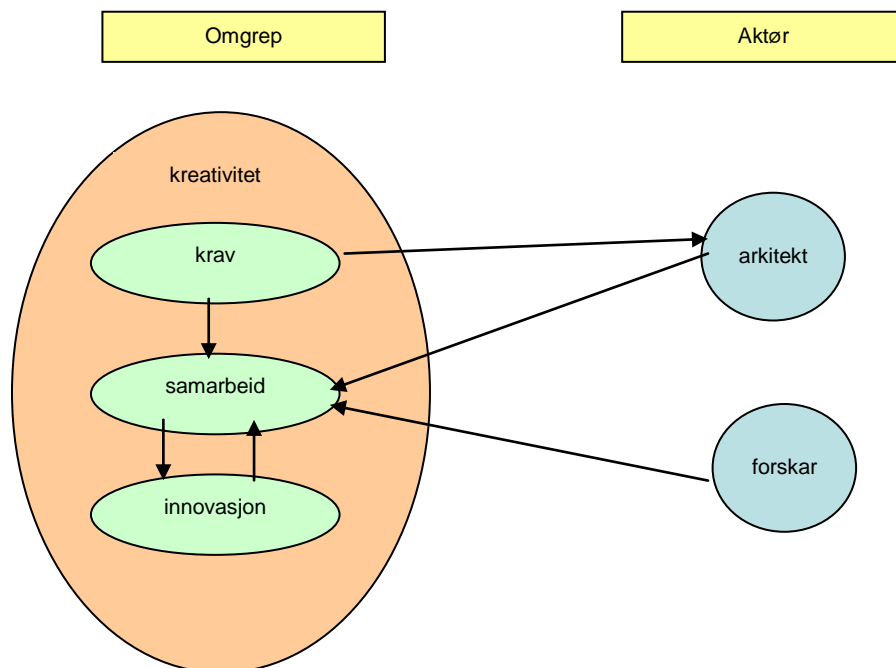 Omgrep
Aktør
kreativitet
krav
arkitekt
samarbeid
forskar
innovasjon